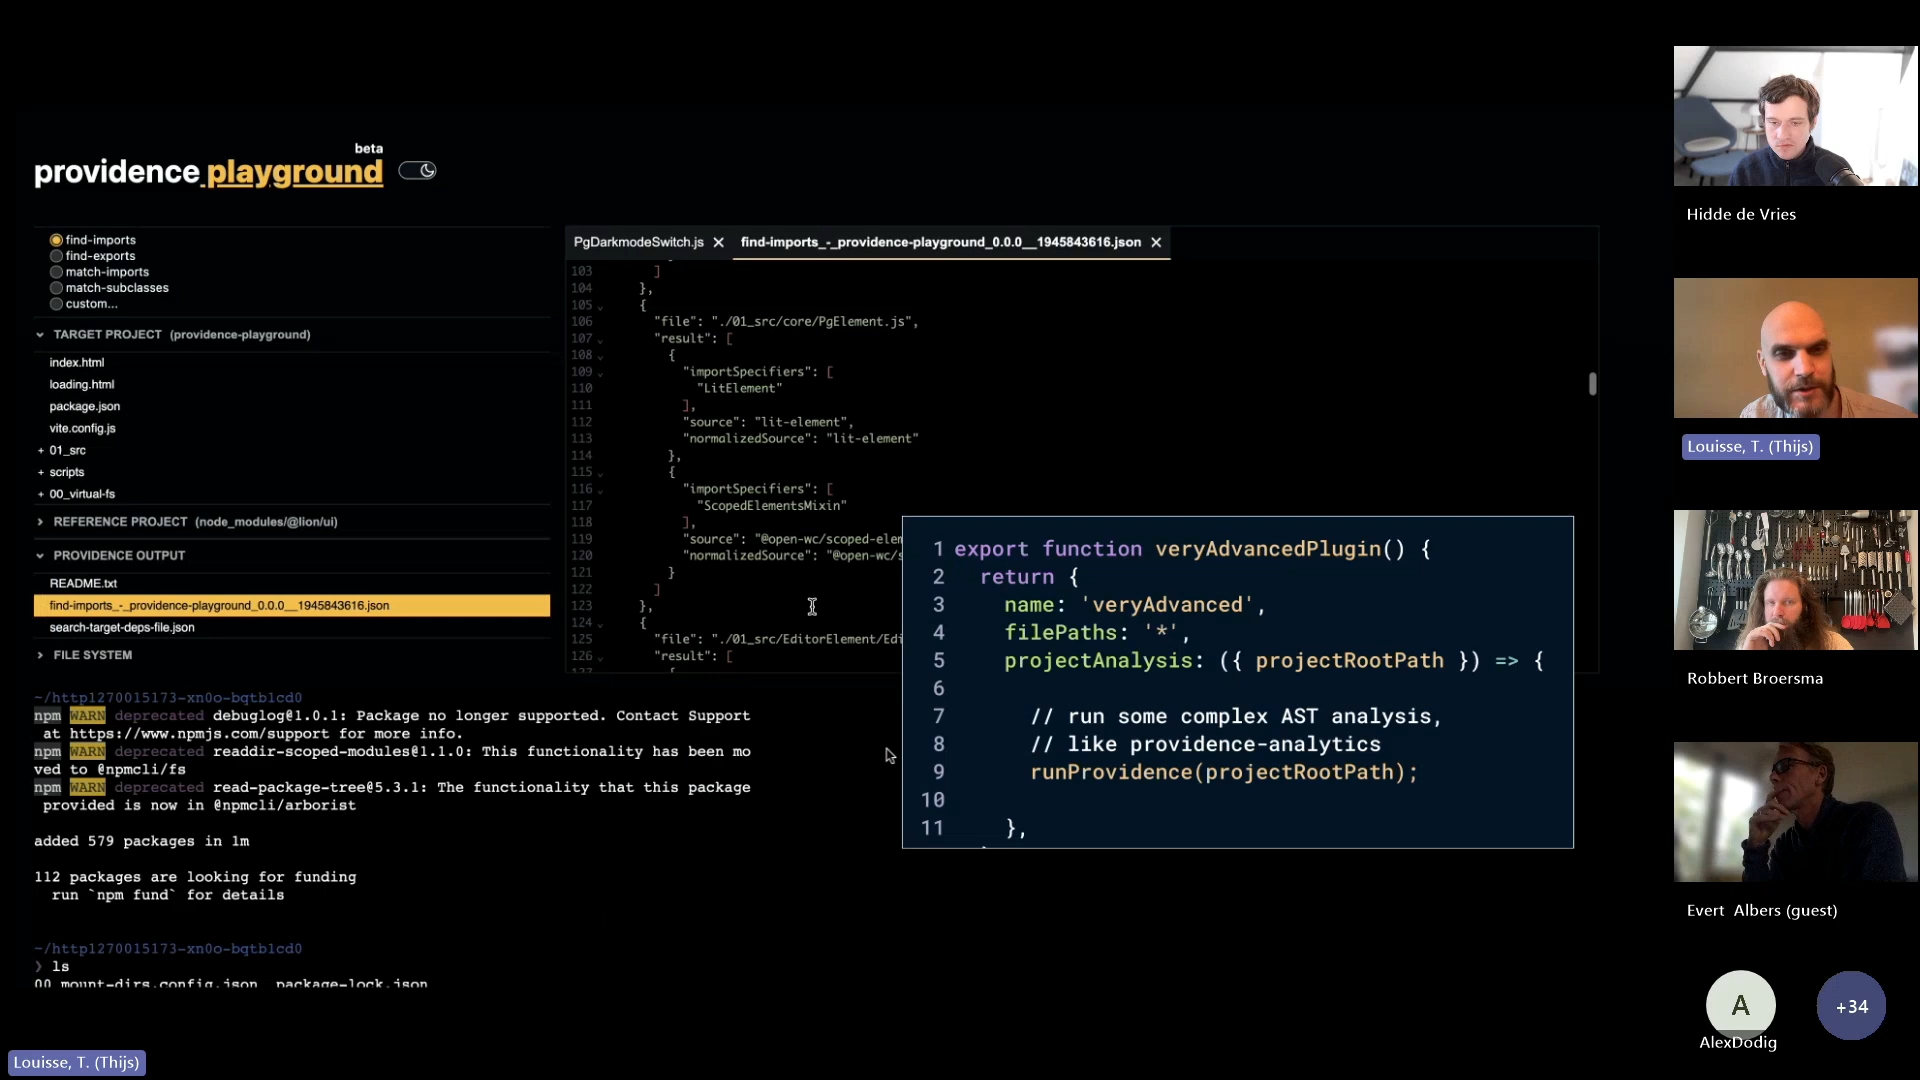 beta
providence playground
find-imports
find-exports
match-imports
match-subclasses
custom...
TARGET PROJECT (providence-playground)
index.html
loading.html
package.json
vite.config.js
+ 01_src
+ scripts
+ 00_virtual-fs
REFERENCE PROJECT (node_modules/@lion/ui)
PROVIDENCE OUTPUT
README.txt
find-imports_-_providence-playground_0.0.0__1945843616.json
search-target-deps-file.json
FILE SYSTEM
PgDarkmodeSwitch.js ✕ find-imports_-_providence-playground_0.0.0__1945843616.json ✕
103 ]
104 },
105 {
106 "file": "./01_src/core/PgElement.js",
107 "result": [
108 {
109 "importSpecifiers": [
110 "LitElement"
111 ],
112 "source": "lit-element",
113 "normalizedSource": "lit-element"
114 },
115 {
116 "importSpecifiers": [
117 "ScopedElementsMixin"
118 ],
119 "source": "@open-wc/scoped-elem
120 "normalizedSource": "@open-wc/s
121 }
122 ]
123 },
124 {
125 "file": "./01_src/EditorElement/Edi
126 "result": [
127 {
1 export function veryAdvancedPlugin() {
2 return {
3 name: 'veryAdvanced',
4 filePaths: '*',
5 projectAnalysis: ({ projectRootPath }) => {
6
7 // run some complex AST analysis,
8 // like providence-analytics
9 runProvidence(projectRootPath);
10
11 },
~/http1270015173-xn0o-bqtb1cd0
npm WARN deprecated debuglog@1.0.1: Package no longer supported. Contact Support
at https://www.npmjs.com/support for more info.
npm WARN deprecated readdir-scoped-modules@1.1.0: This functionality has been mo
ved to @npmcli/fs
npm WARN deprecated read-package-tree@5.3.1: The functionality that this package
provided is now in @npmcli/arborist
added 579 packages in 1m
112 packages are looking for funding
run `npm fund` for details
~/http1270015173-xn0o-bqtb1cd0
❯ ls
00_mount-dirs.config.json package-lock.json
Hidde de Vries
Louisse, T. (Thijs)
Robbert Broersma
Evert Albers (guest)
A
AlexDodig
+34
Louisse, T. (Thijs)